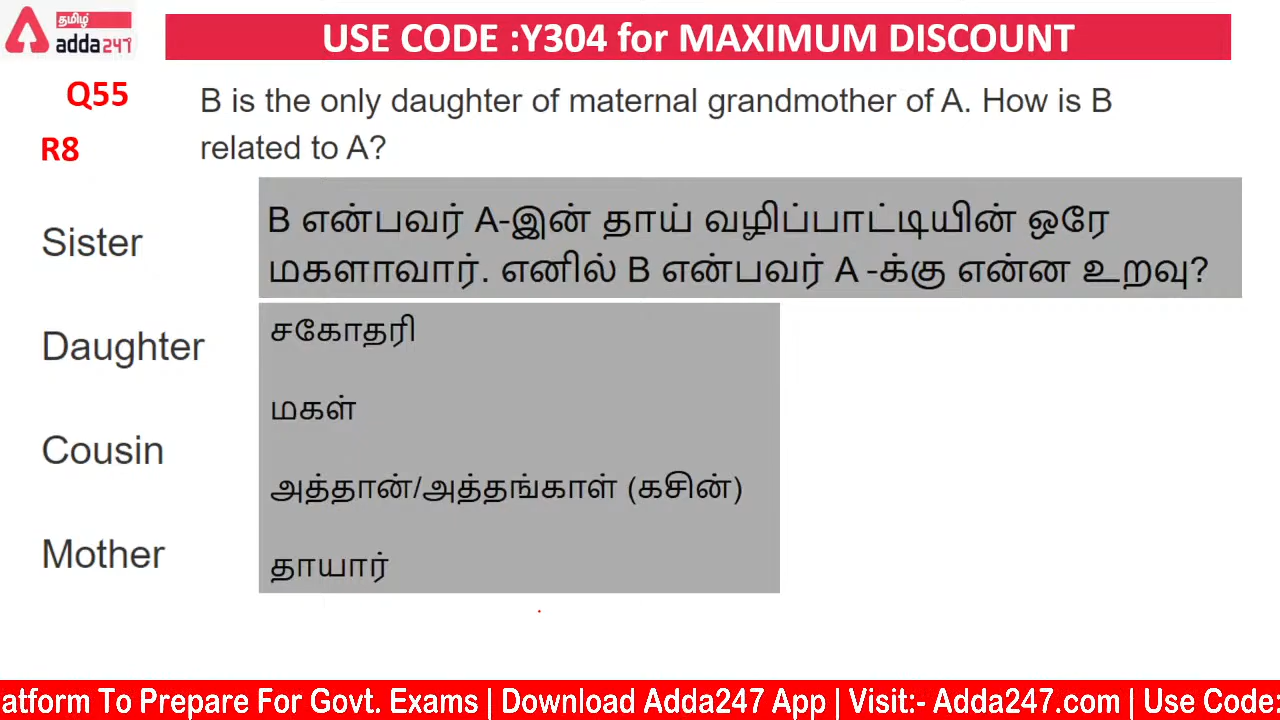 தமிழ்
adda247
USE CODE :Y304 for MAXIMUM DISCOUNT
Q55
B is the only daughter of maternal grandmother of A. How is B
R8
related to A?
B என்பவர் A-இன் தாய் வழிப்பாட்டியின் ஒரே
மகளாவார். எனில் B என்பவர் A -க்கு என்ன உறவு?
Sister
சகோதரி
Daughter
மகள்
Cousin
அத்தான்/அத்தங்காள் (கசின்)
Mother
தாயார்
atform To Prepare For Govt. Exams | Download Adda247 App | Visit:- Adda247.com | Use Code: